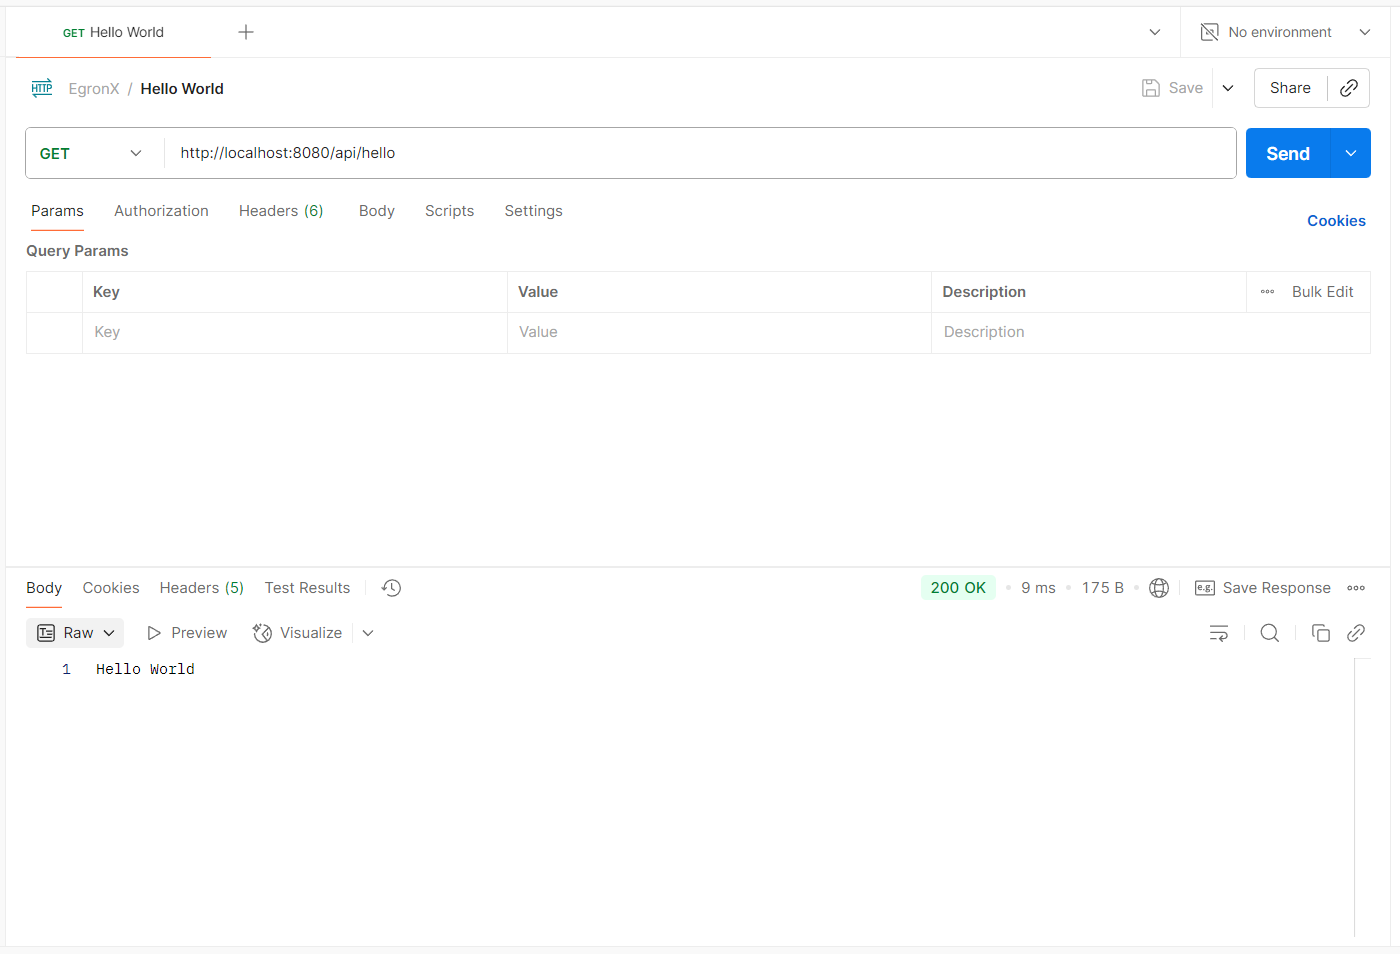 GET Hello World
No environment
HTTP EgronX / Hello World
Save
Share
GET http://localhost:8080/api/hello
Send
Params Authorization Headers (6) Body Scripts Settings
Cookies
Query Params
Key Value Description Bulk Edit
Key Value Description
Body Cookies Headers (5) Test Results
200 OK • 9 ms • 175 B • e.g. Save Response
Raw Preview Visualize
1 Hello World